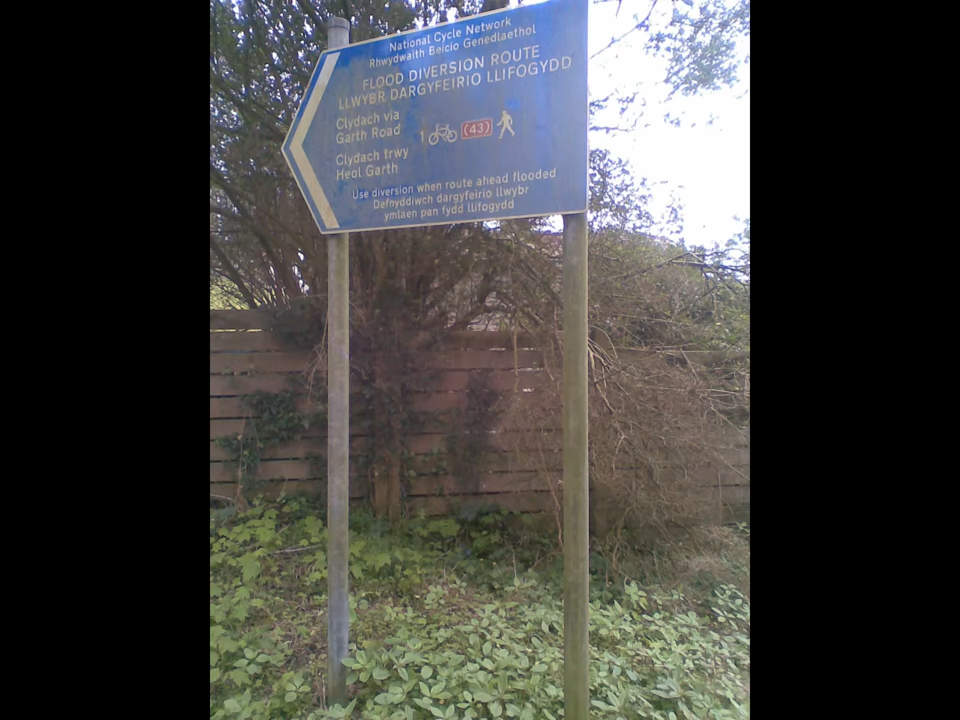 National Cycle Network
Rhwydwaith Beicio Genedlaethol
FLOOD DIVERSION ROUTE
LLWYBR DARGYFEIRIO LLIFOGYDD
Clydach via
Garth Road
1 (43)
Clydach trwy
Heol Garth
Use diversion when route ahead flooded
Defnyddiwch dargyfeirio llwybr
ymlaen pan fydd llifogydd